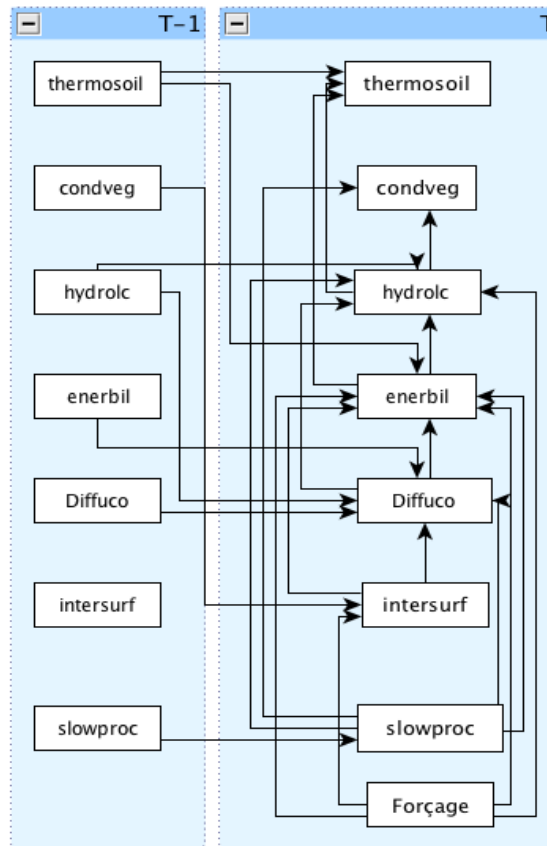 T-1
thermosoil
condveg
hydrolc
enerbil
Diffuco
intersurf
slowproc
T
thermosoil
condveg
hydrolc
enerbil
Diffuco
intersurf
slowproc
Forçage